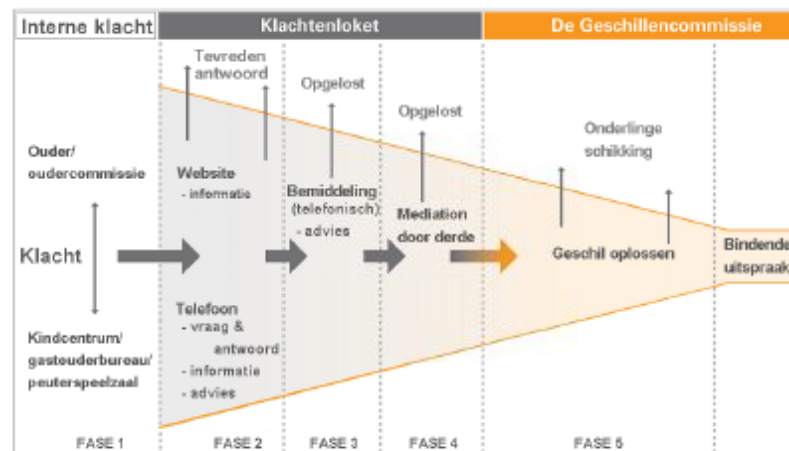 Interne klacht
Klachtenloket
De Geschillencommissie
Tevreden
antwoord
Opgelost
Opgelost
Onderlinge
schikking
Ouder/
oudercommissie
Klacht
Kindcentrum/
gastouderbureau/
peuterspeelzaal
Website
- informatie
Telefoon
- vraag &
antwoord
- informatie
- advies
Bemiddeling
(telefonisch)
- advies
Mediation
door derde
Geschil oplossen
Bindende
uitspraak
FASE 1
FASE 2
FASE 3
FASE 4
FASE 5